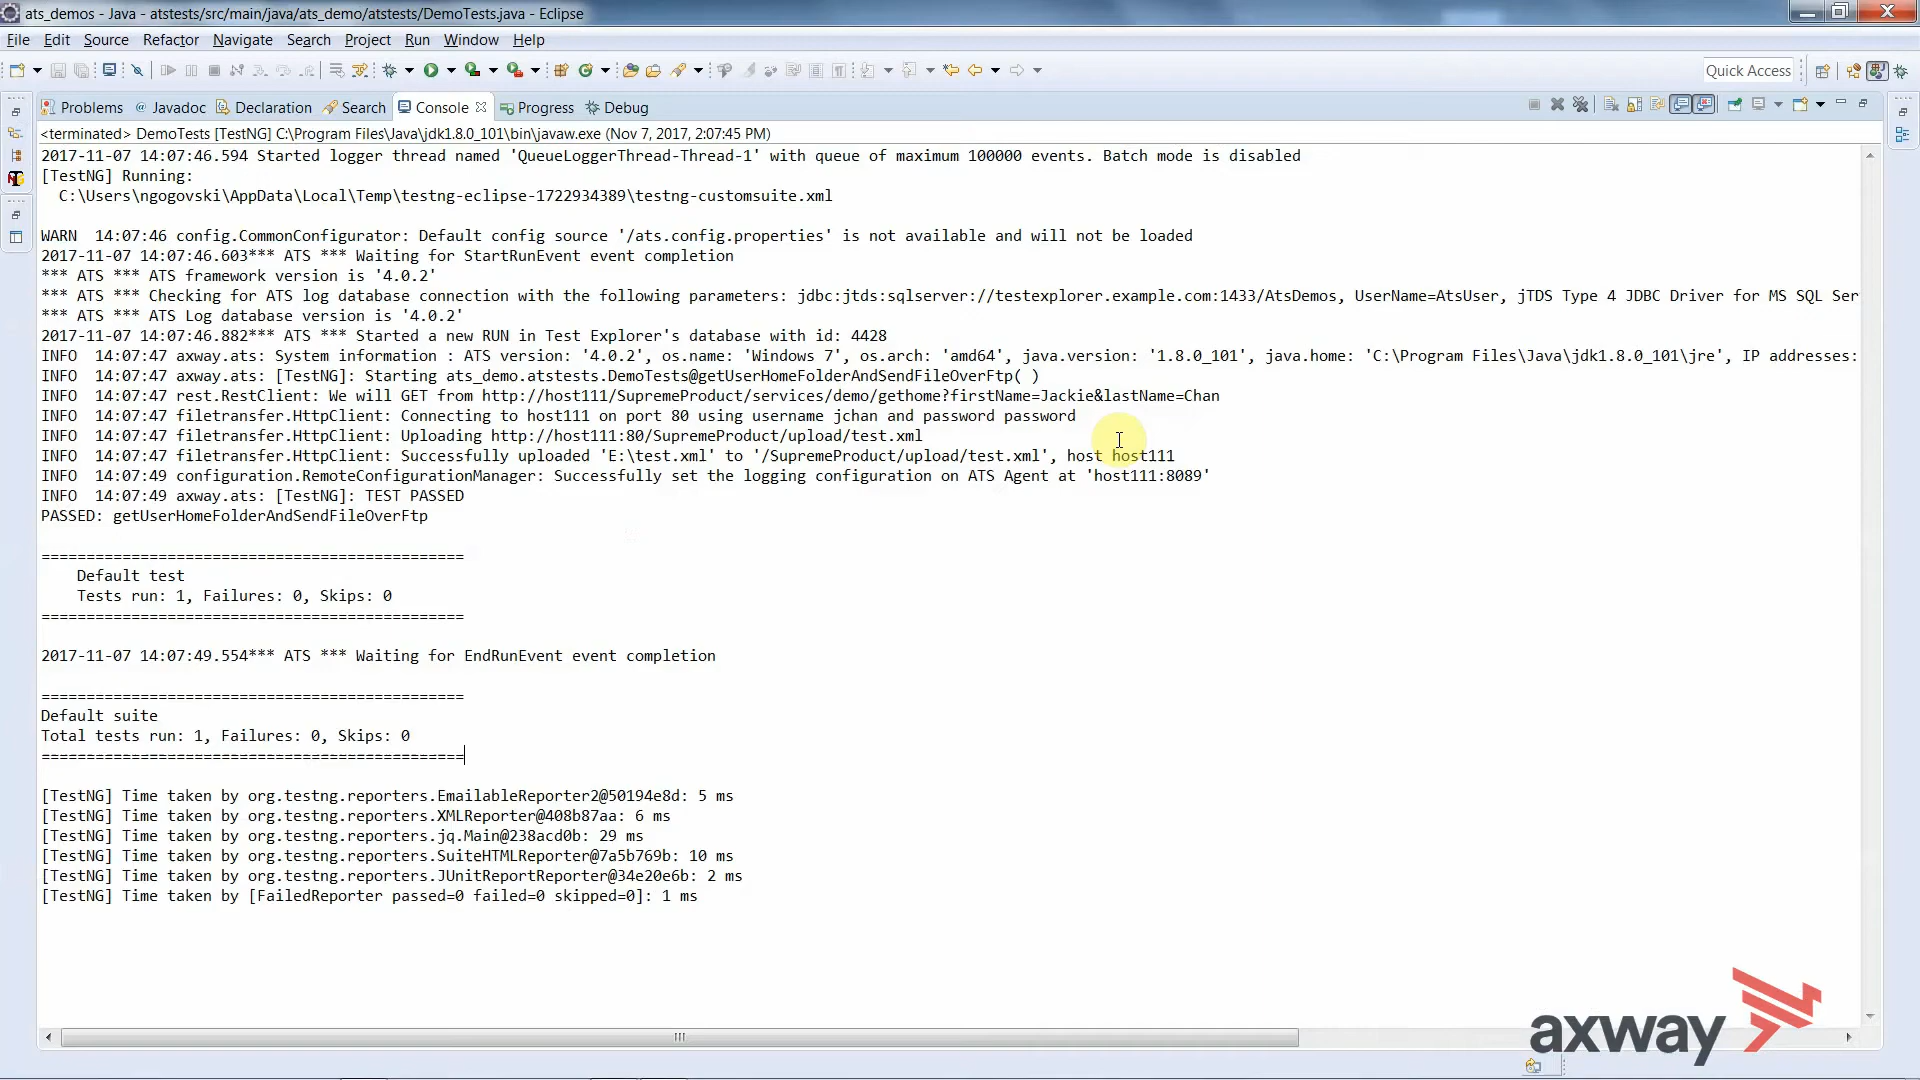 ats_demos - Java - atstests/src/main/java/ats_demo/atstests/DemoTests.java - Eclipse
File Edit Source Refactor Navigate Search Project Run Window Help
Quick Access
Problems @ Javadoc Declaration Search Console Progress Debug
<terminated> DemoTests [TestNG] C:\Program Files\Java\jdk1.8.0_101\bin\javaw.exe (Nov 7, 2017, 2:07:45 PM)
2017-11-07 14:07:46.594 Started logger thread named 'QueueLoggerThread-Thread-1' with queue of maximum 100000 events. Batch mode is disabled
[TestNG] Running:
C:\Users\ngogovski\AppData\Local\Temp\testng-eclipse-1722934389\testng-customsuite.xml
WARN 14:07:46 config.CommonConfigurator: Default config source '/ats.config.properties' is not available and will not be loaded
2017-11-07 14:07:46.603*** ATS *** Waiting for StartRunEvent event completion
*** ATS *** ATS framework version is '4.0.2'
*** ATS *** Checking for ATS log database connection with the following parameters: jdbc:jtds:sqlserver://testexplorer.example.com:1433/AtsDemos, UserName=AtsUser, jTDS Type 4 JDBC Driver for MS SQL Ser
*** ATS *** ATS Log database version is '4.0.2'
2017-11-07 14:07:46.882*** ATS *** Started a new RUN in Test Explorer's database with id: 4428
INFO 14:07:47 axway.ats: System information : ATS version: '4.0.2', os.name: 'Windows 7', os.arch: 'amd64', java.version: '1.8.0_101', java.home: 'C:\Program Files\Java\jdk1.8.0_101\jre', IP addresses:
INFO 14:07:47 axway.ats: [TestNG]: Starting ats_demo.atstests.DemoTests@getUserHomeFolderAndSendFileOverFtp( )
INFO 14:07:47 rest.RestClient: We will GET from http://host111/SupremeProduct/services/demo/gethome?firstName=Jackie&lastName=Chan
INFO 14:07:47 filetransfer.HttpClient: Connecting to host111 on port 80 using username jchan and password password
INFO 14:07:47 filetransfer.HttpClient: Uploading http://host111:80/SupremeProduct/upload/test.xml
INFO 14:07:47 filetransfer.HttpClient: Successfully uploaded 'E:\test.xml' to '/SupremeProduct/upload/test.xml', host host111
INFO 14:07:49 configuration.RemoteConfigurationManager: Successfully set the logging configuration on ATS Agent at 'host111:8089'
INFO 14:07:49 axway.ats: [TestNG]: TEST PASSED
PASSED: getUserHomeFolderAndSendFileOverFtp
===============================================
Default test
Tests run: 1, Failures: 0, Skips: 0
===============================================
2017-11-07 14:07:49.554*** ATS *** Waiting for EndRunEvent event completion
===============================================
Default suite
Total tests run: 1, Failures: 0, Skips: 0
===============================================
[TestNG] Time taken by org.testng.reporters.EmailableReporter2@50194e8d: 5 ms
[TestNG] Time taken by org.testng.reporters.XMLReporter@408b87aa: 6 ms
[TestNG] Time taken by org.testng.reporters.jq.Main@238acd0b: 29 ms
[TestNG] Time taken by org.testng.reporters.SuiteHTMLReporter@7a5b769b: 10 ms
[TestNG] Time taken by org.testng.reporters.JUnitReportReporter@34e20e6b: 2 ms
[TestNG] Time taken by [FailedReporter passed=0 failed=0 skipped=0]: 1 ms
axway